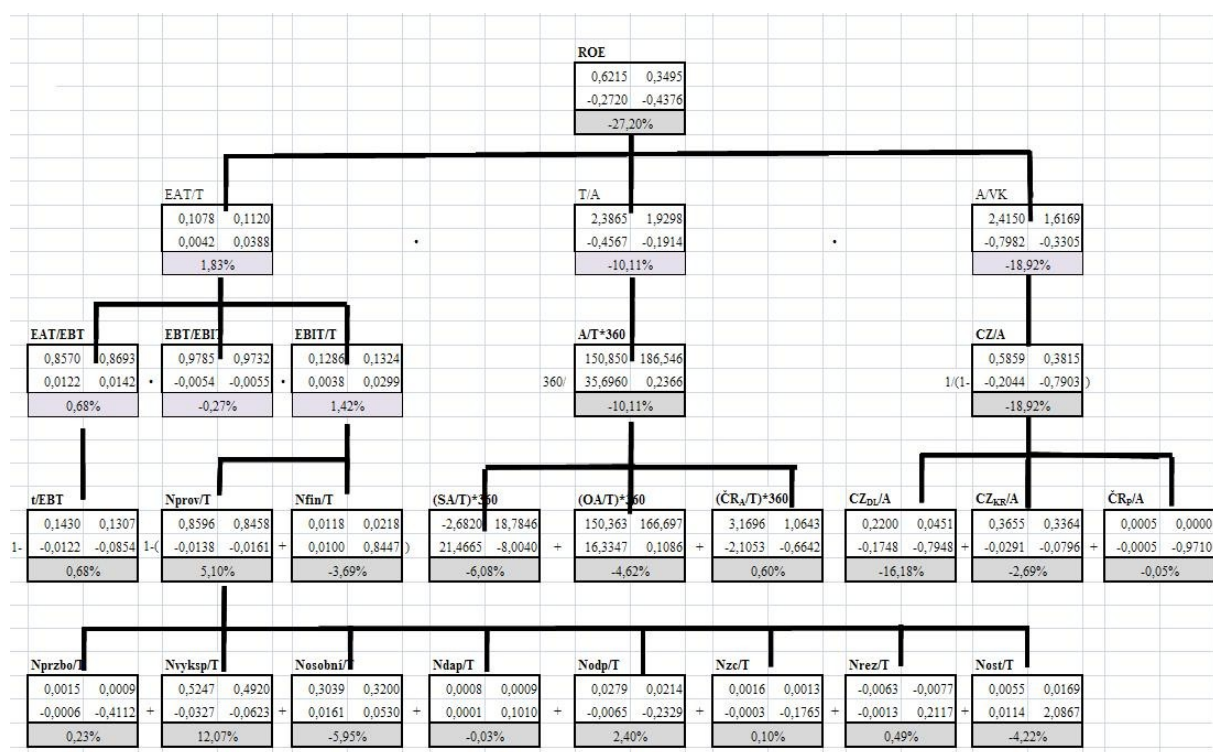 ROE
0,6215 0,3495
-0,2720 -0,4376
-27,20%
EAT/T T/A A/VK
0,1078 0,1120 2,3865 1,9298 2,4150 1,6169
0,0042 0,0388 • -0,4567 -0,1914 • -0,7982 -0,3305
1,83% -10,11% -18,92%
EAT/EBT EBT/EBIT EBIT/T A/T*360 CZ/A
0,8570 0,8693 0,9785 0,9732 0,1286 0,1324 150,850 186,546 0,5859 0,3815
0,0122 0,0142 • -0,0054 -0,0055 • 0,0038 0,0299 360/ 35,6960 0,2366 1/(1- -0,2044 -0,7903 )
0,68% -0,27% 1,42% -10,11% -18,92%
t/EBT Nprov/T Nfin/T (SA/T)*360 (OA/T)*360 (ČRA/T)*360 CZDL/A CZKR/A ČRP/A
0,1430 0,1307 0,8596 0,8458 0,0118 0,0218 -2,6820 18,7846 150,363 166,697 3,1696 1,0643 0,2200 0,0451 0,3655 0,3364 0,0005 0,0000
1- -0,0122 -0,0854 1-( -0,0138 -0,0161 + 0,0100 0,8447 ) 21,4665 -8,0040 + 16,3347 0,1086 + -2,1053 -0,6642 -0,1748 -0,7948 + -0,0291 -0,0796 + -0,0005 -0,9710
0,68% 5,10% -3,69% -6,08% -4,62% 0,60% -16,18% -2,69% -0,05%
Nprzbo/T Nvyksp/T Nosobní/T Ndap/T Nodp/T Nzc/T Nrez/T Nost/T
0,0015 0,0009 0,5247 0,4920 0,3039 0,3200 0,0008 0,0009 0,0279 0,0214 0,0016 0,0013 -0,0063 -0,0077 0,0055 0,0169
-0,0006 -0,4112 + -0,0327 -0,0623 + 0,0161 0,0530 + 0,0001 0,1010 + -0,0065 -0,2329 + -0,0003 -0,1765 + -0,0013 0,2117 + 0,0114 2,0867
0,23% 12,07% -5,95% -0,03% 2,40% 0,10% 0,49% -4,22%